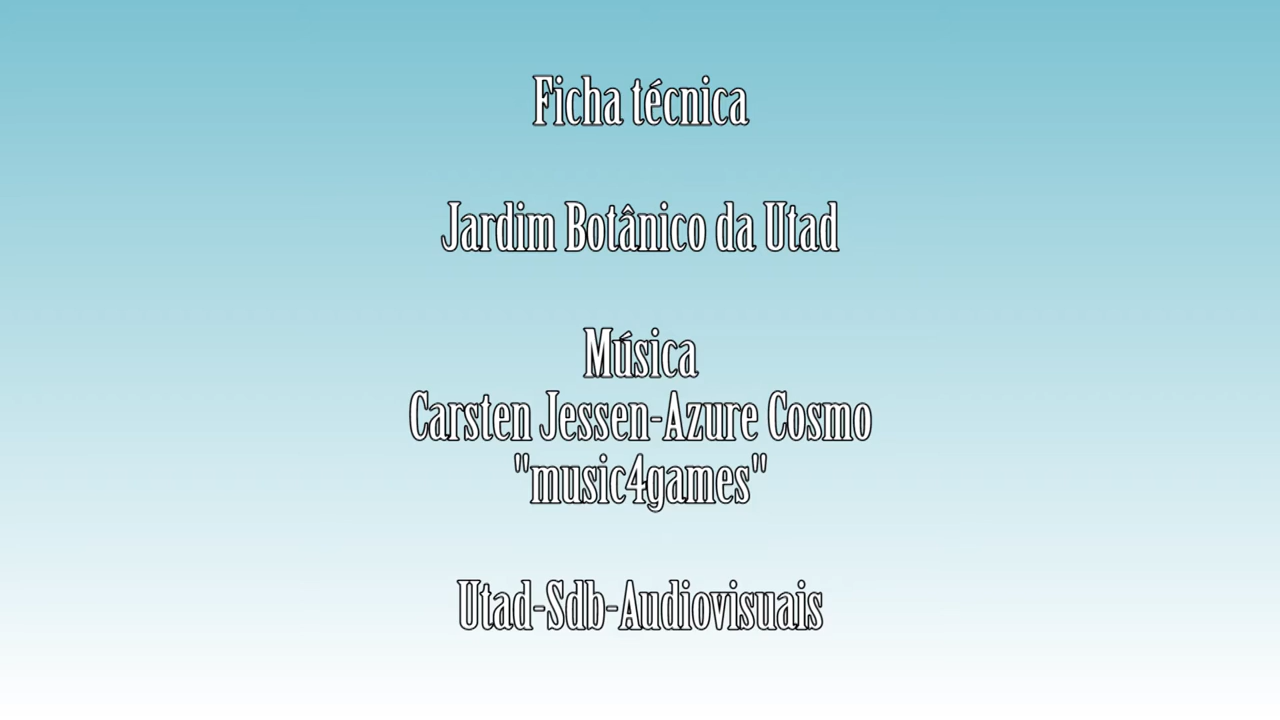 Ficha técnica
Jardim Botânico da Utad
Música
Carsten Jessen-Azure Cosmo
"music4games"
Utad-Sdb-Audiovisuais